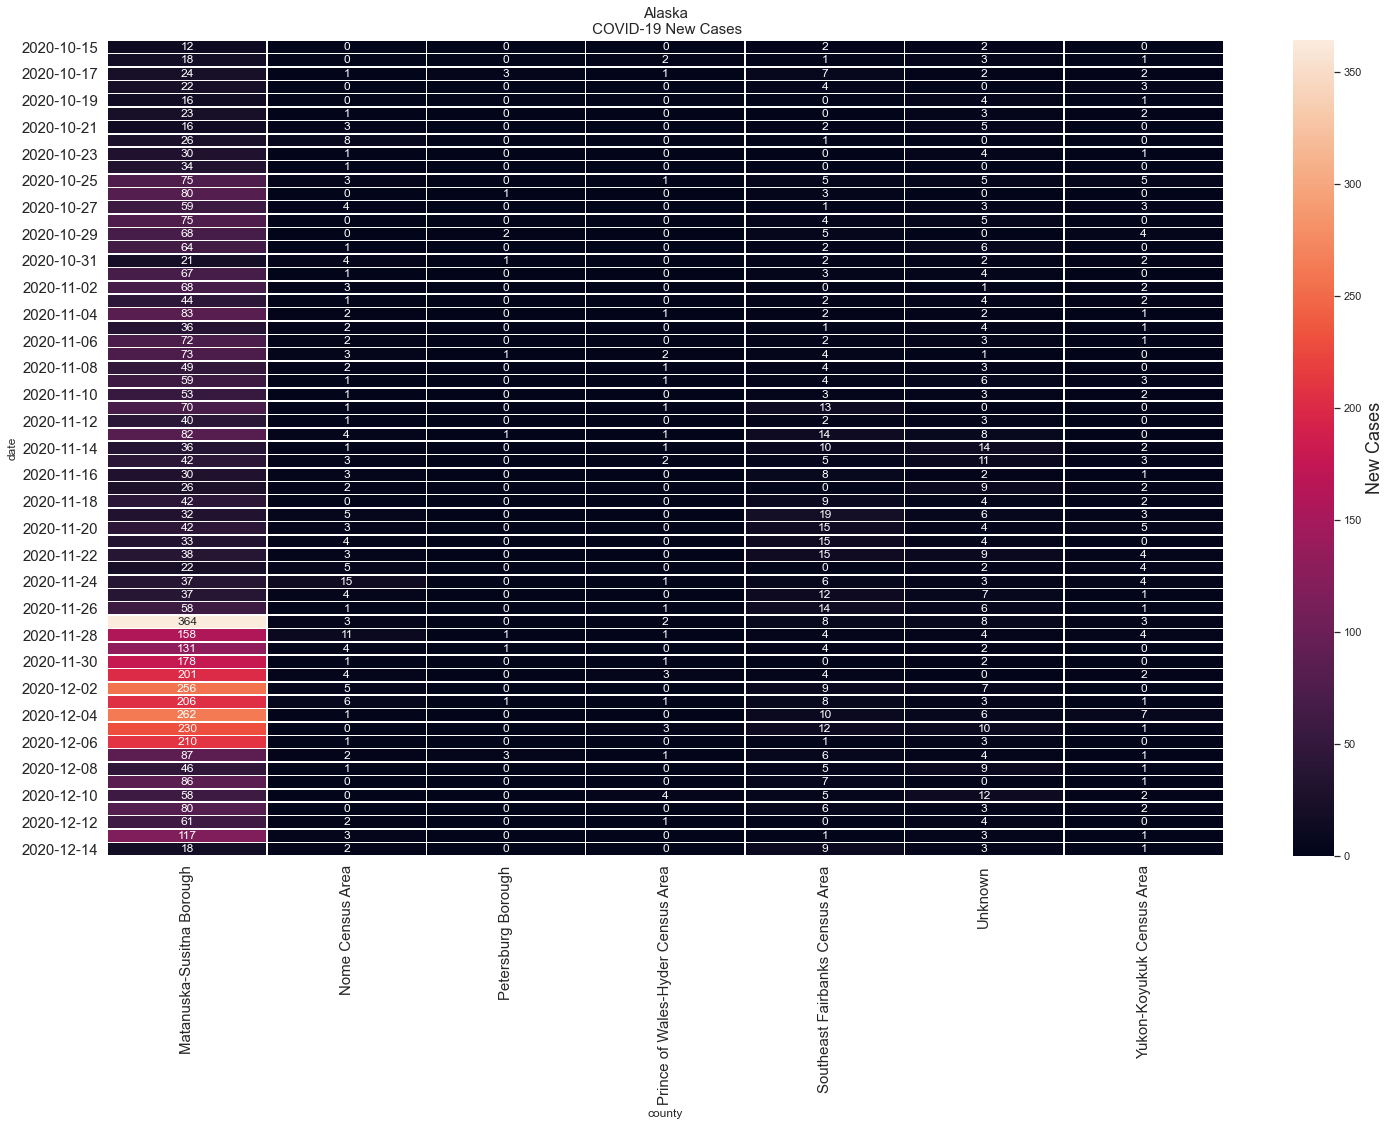 Alaska
COVID-19 New Cases
2020-10-15 12 0 0 0 2 2 0
18 0 0 2 1 3 1
2020-10-17 24 1 3 1 7 2 2
22 0 0 0 4 0 3
2020-10-19 16 0 0 0 0 4 1
23 1 0 0 0 3 2
2020-10-21 16 3 0 0 2 5 0
26 8 0 0 1 0 0
2020-10-23 30 1 0 0 0 4 1
34 1 0 0 0 0 0
2020-10-25 75 3 0 1 5 5 5
80 0 1 0 3 0 0
2020-10-27 59 4 0 0 1 3 3
75 0 0 0 4 5 0
2020-10-29 68 0 2 0 5 0 4
64 1 0 0 2 6 0
2020-10-31 21 4 1 0 2 2 2
67 1 0 0 3 4 0
2020-11-02 68 3 0 0 0 1 2
44 1 0 0 2 4 2
2020-11-04 83 2 0 1 2 2 1
36 2 0 0 1 4 1
2020-11-06 72 2 0 0 2 3 1
73 3 1 2 4 1 0
2020-11-08 49 2 0 1 4 3 0
59 1 0 1 4 6 3
2020-11-10 53 1 0 0 3 3 2
70 1 0 1 13 0 0
2020-11-12 40 1 0 0 2 3 0
82 4 1 1 14 8 0
2020-11-14 36 1 0 1 10 14 2
42 3 0 2 5 11 3
2020-11-16 30 3 0 0 8 2 1
26 2 0 0 0 9 2
2020-11-18 42 0 0 0 9 4 2
32 5 0 0 19 6 3
2020-11-20 42 3 0 0 15 4 5
33 4 0 0 15 4 0
2020-11-22 38 3 0 0 15 9 4
22 5 0 0 0 2 4
2020-11-24 37 15 0 1 6 3 4
37 4 0 0 12 7 1
2020-11-26 58 1 0 1 14 6 1
364 3 0 2 8 8 3
2020-11-28 158 11 1 1 4 4 4
131 4 1 0 4 2 0
2020-11-30 178 1 0 1 0 2 0
201 4 0 3 4 0 2
2020-12-02 256 5 0 0 9 7 0
206 6 1 1 8 3 1
2020-12-04 262 1 0 0 10 6 7
230 0 0 3 12 10 1
2020-12-06 210 1 0 0 1 3 0
87 2 3 1 6 4 1
2020-12-08 46 1 0 0 5 9 1
86 0 0 0 7 0 1
2020-12-10 58 0 0 4 5 12 2
80 0 0 0 6 3 2
2020-12-12 61 2 0 1 0 4 0
117 3 0 0 1 3 1
2020-12-14 18 2 0 0 9 3 1
date
Matanuska-Susitna Borough
Nome Census Area
Petersburg Borough
Prince of Wales-Hyder Census Area
Southeast Fairbanks Census Area
Unknown
Yukon-Koyukuk Census Area
county
350
300
250
200
150
100
50
0
New Cases